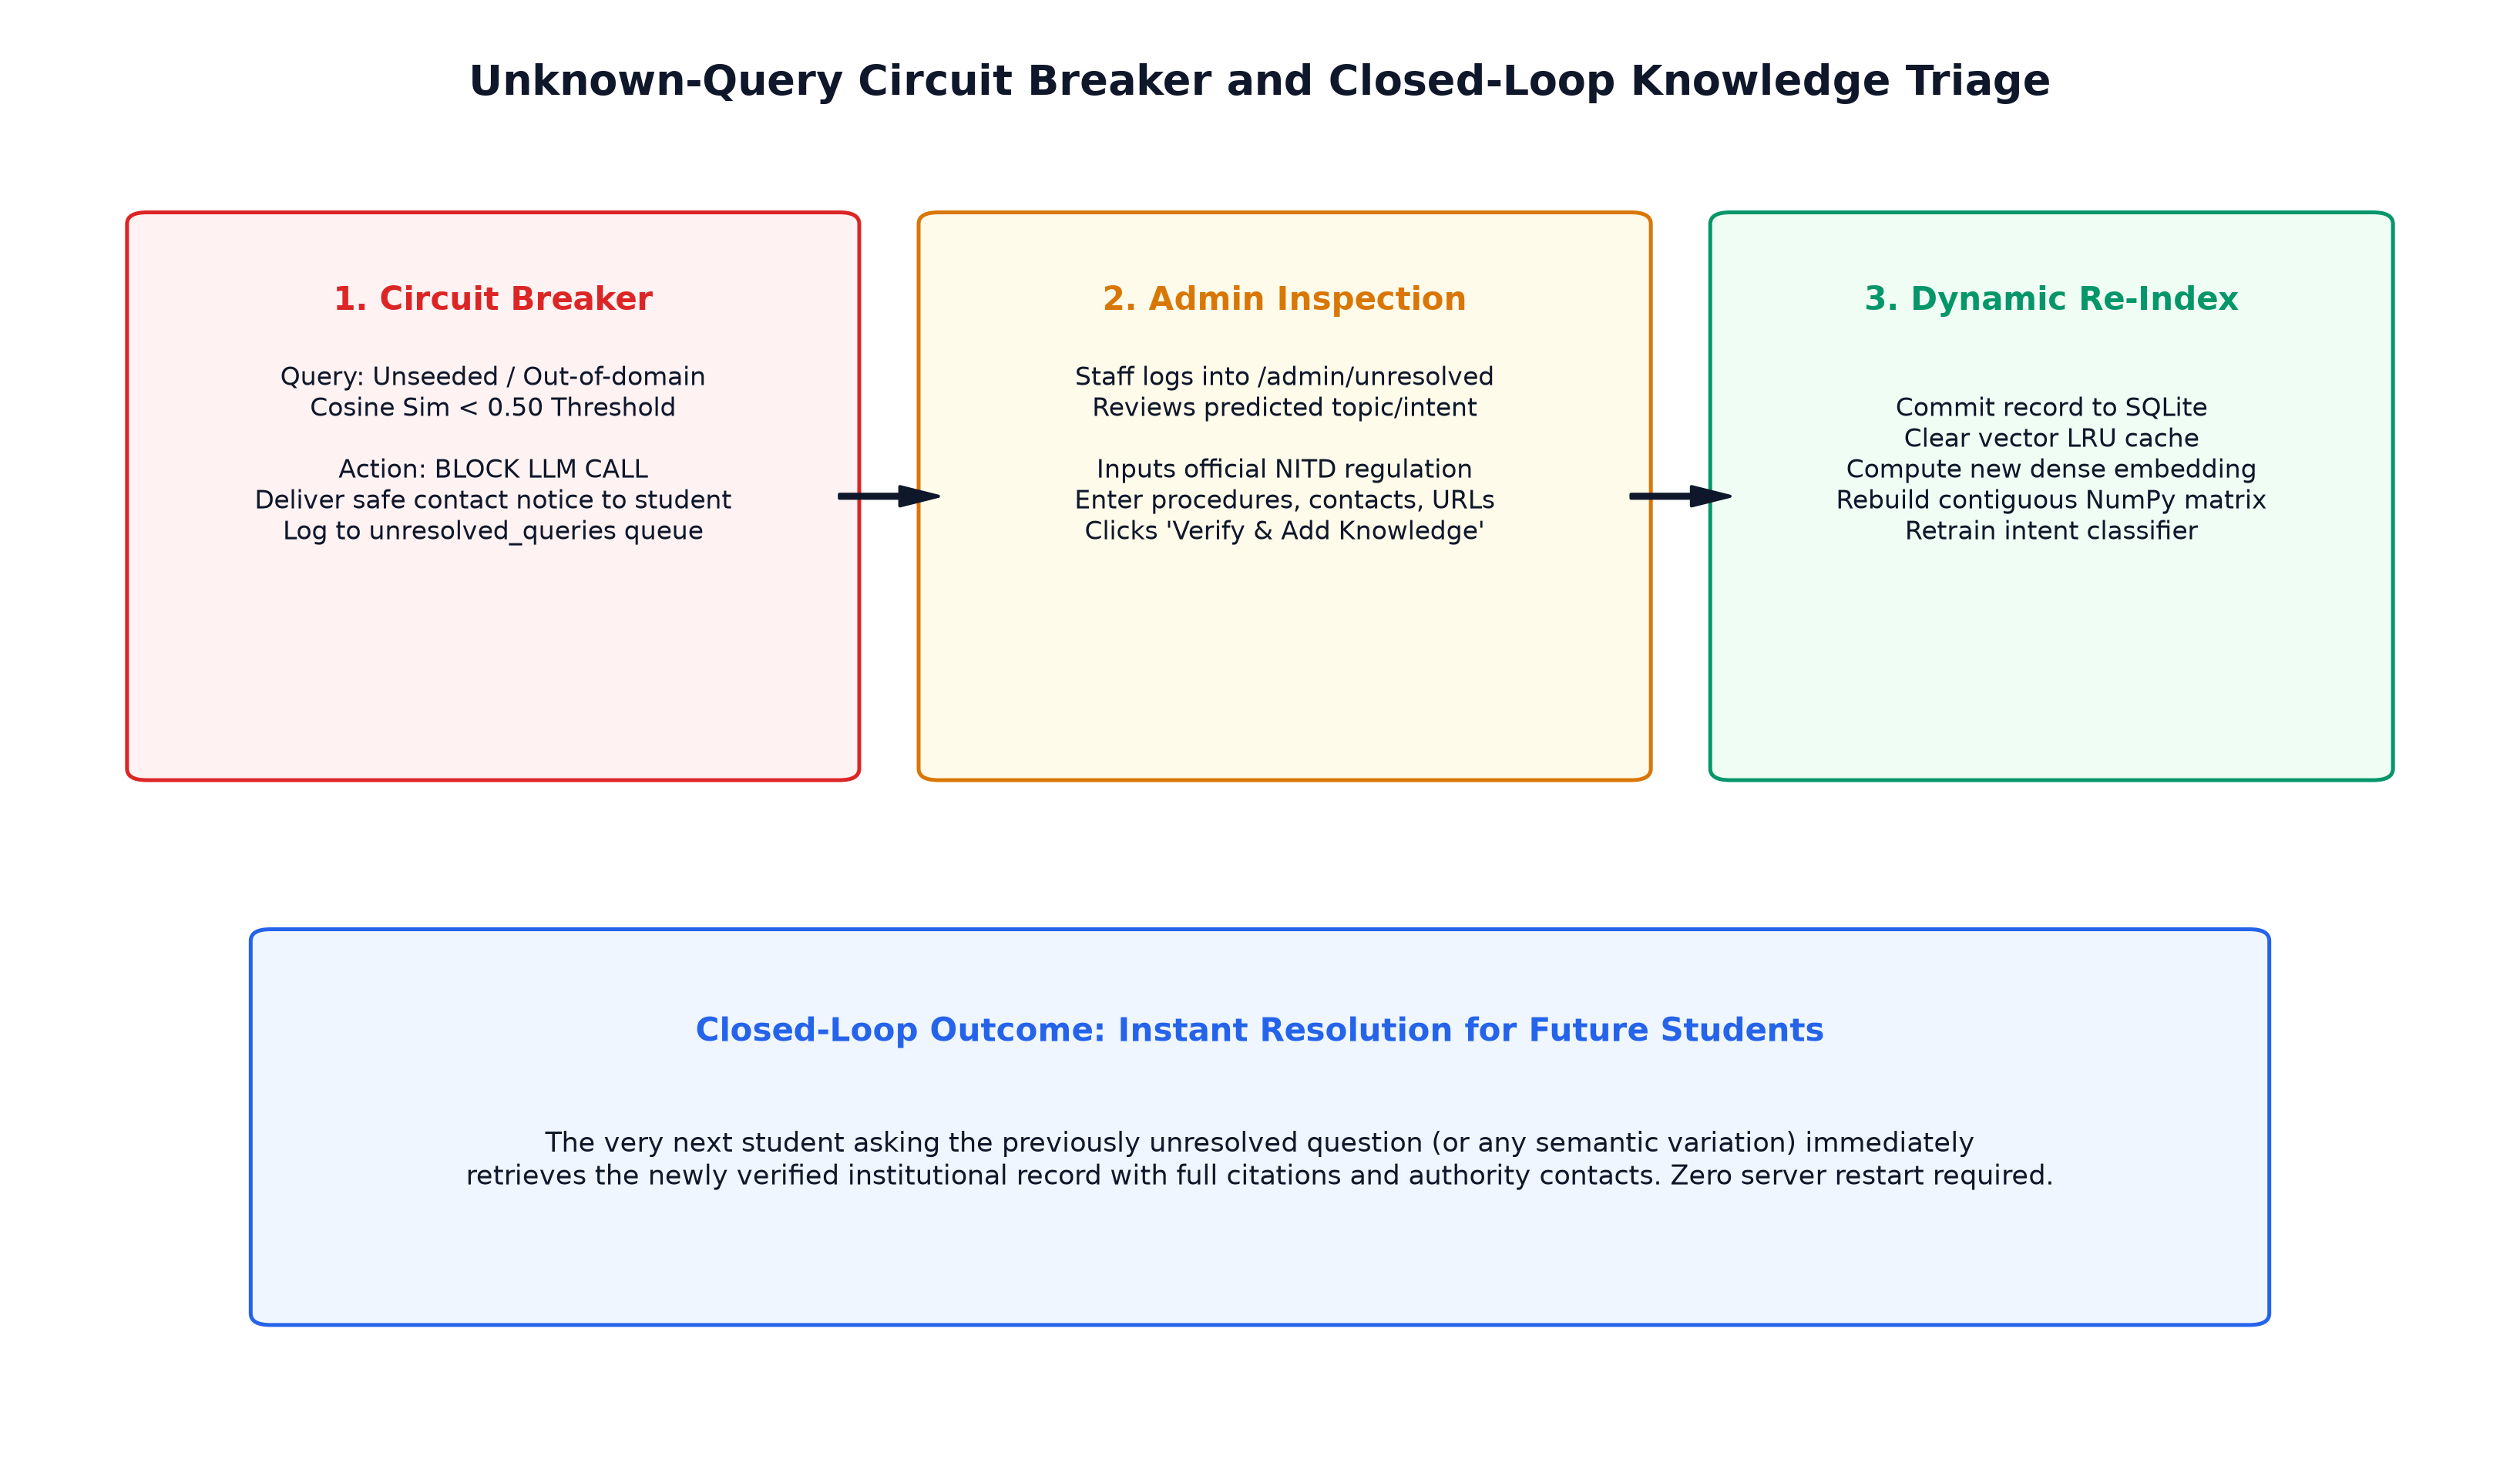 Unknown-Query Circuit Breaker and Closed-Loop Knowledge Triage
1. Circuit Breaker
Query: Unseeded / Out-of-domain
Cosine Sim < 0.50 Threshold
Action: BLOCK LLM CALL
Deliver safe contact notice to student
Log to unresolved_queries queue
2. Admin Inspection
Staff logs into /admin/unresolved
Reviews predicted topic/intent
Inputs official NITD regulation
Enter procedures, contacts, URLs
Clicks 'Verify & Add Knowledge'
3. Dynamic Re-Index
Commit record to SQLite
Clear vector LRU cache
Compute new dense embedding
Rebuild contiguous NumPy matrix
Retrain intent classifier
Closed-Loop Outcome: Instant Resolution for Future Students
The very next student asking the previously unresolved question (or any semantic variation) immediately
retrieves the newly verified institutional record with full citations and authority contacts. Zero server restart required.